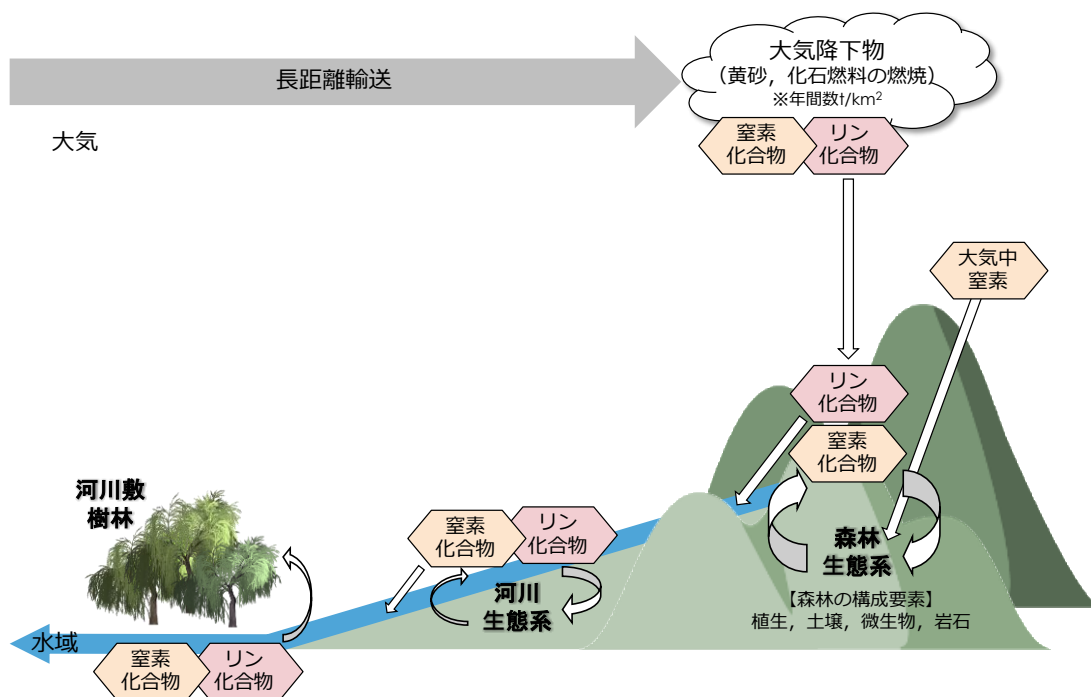 長距離輸送
大気降下物
（黄砂，化石燃料の燃焼）
※年間数t/km²
大気
窒素
化合物
リン
化合物
大気中
窒素
リン
化合物
窒素
化合物
河川敷
樹林
窒素
化合物
リン
化合物
森林
生態系
河川
生態系
【森林の構成要素】
植生，土壌，微生物，岩石
水域
窒素
化合物
リン
化合物